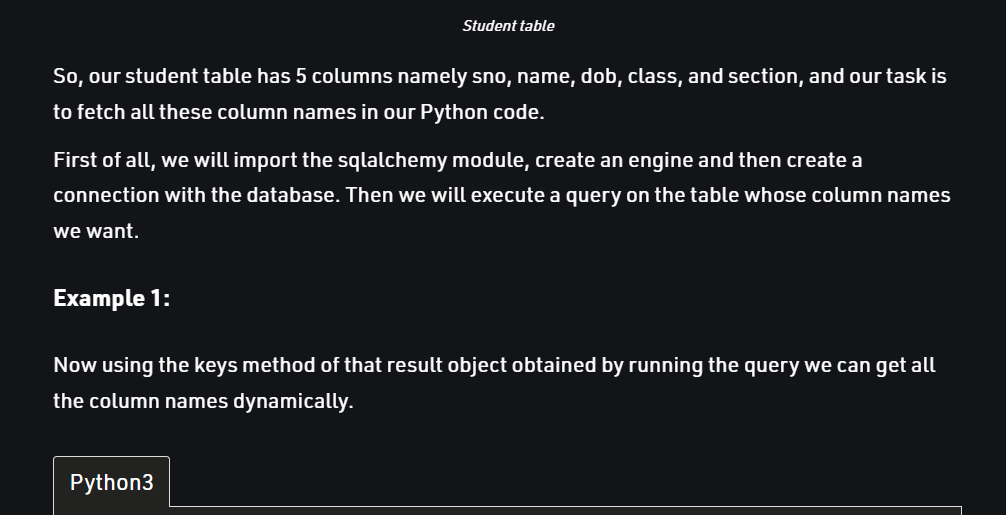 Student table
So, our student table has 5 columns namely sno, name, dob, class, and section, and our task is
to fetch all these column names in our Python code.
First of all, we will import the sqlalchemy module, create an engine and then create a
connection with the database. Then we will execute a query on the table whose column names
we want.
Example 1:
Now using the keys method of that result object obtained by running the query we can get all
the column names dynamically.
Python3